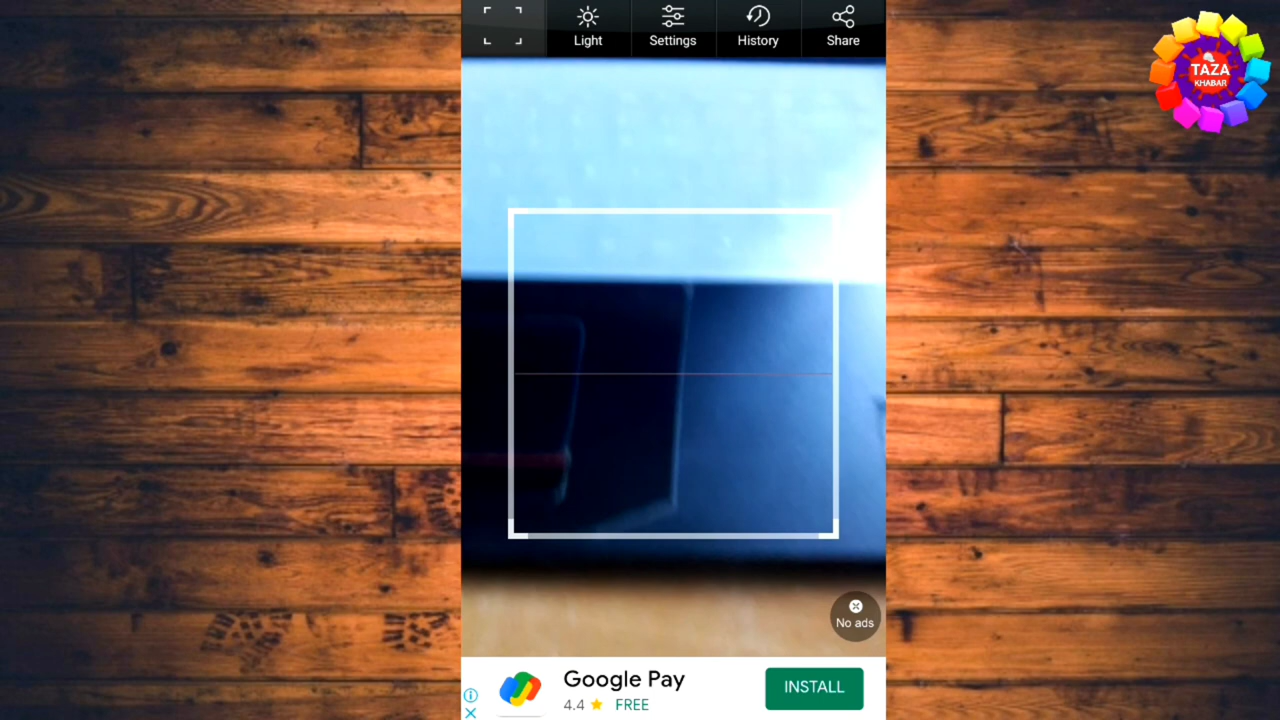 Light
Settings
History
Share
TAZA
KHABAR
No ads
Google Pay
4.4 FREE
INSTALL